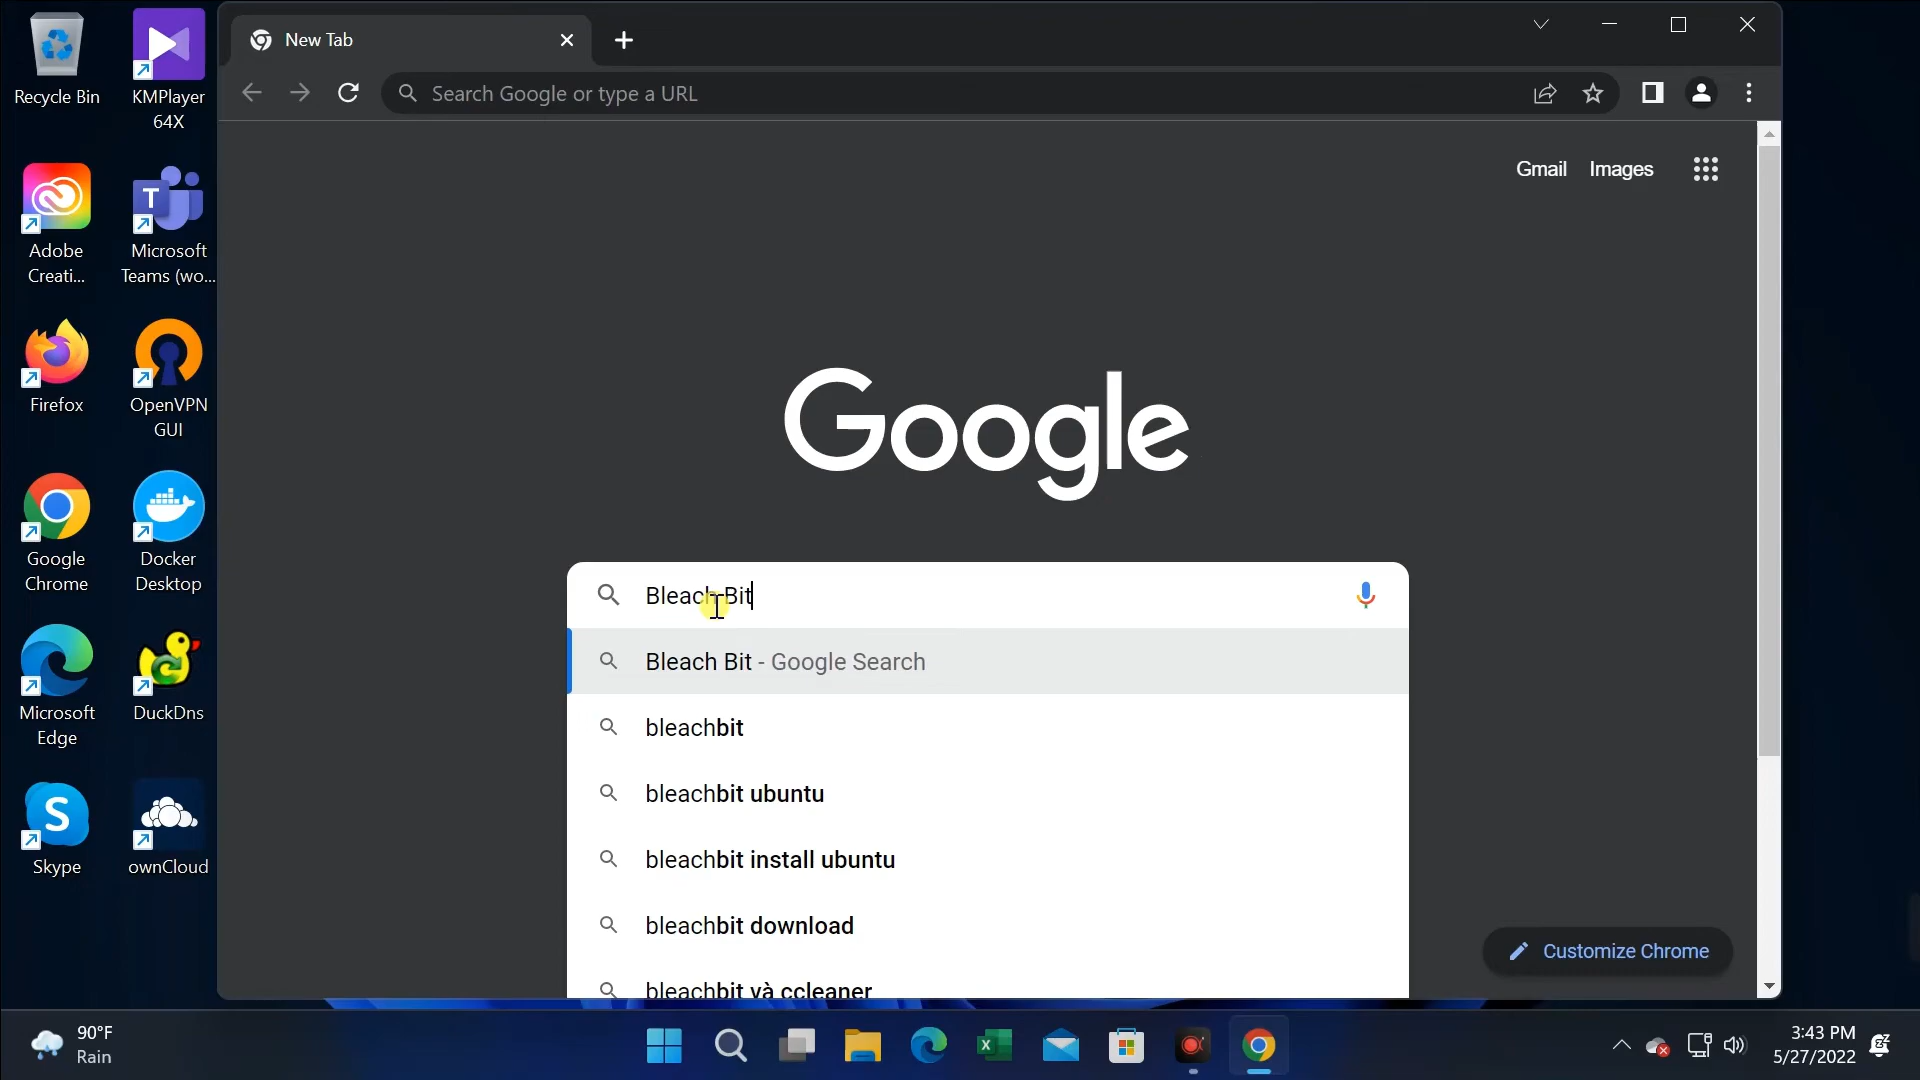 Recycle Bin
KMPlayer
64X
Adobe
Creati...
Microsoft
Teams (wo...
Firefox
OpenVPN
GUI
Google
Chrome
Docker
Desktop
Microsoft
Edge
DuckDns
Skype
ownCloud
New Tab
Search Google or type a URL
Gmail Images
Google
Bleach Bit
Bleach Bit - Google Search
bleachbit
bleachbit ubuntu
bleachbit install ubuntu
bleachbit download
bleachbit và ccleaner
Customize Chrome
90°F
Rain
3:43 PM
5/27/2022